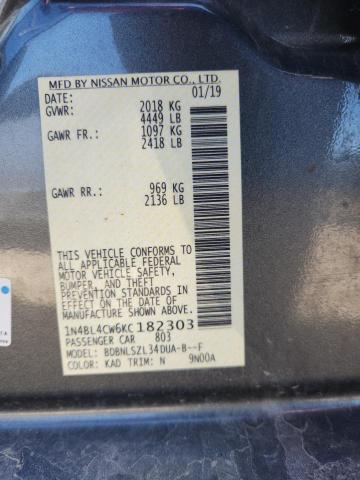 MFD BY NISSAN MOTOR CO., LTD.
DATE: 01/19
GVWR: 2018 KG
4449 LB
GAWR FR: 1097 KG
2418 LB
GAWR RR: 969 KG
2136 LB
THIS VEHICLE CONFORMS TO
ALL APPLICABLE FEDERAL
MOTOR VEHICLE SAFETY,
BUMPER, AND THEFT PREVENTION
STANDARDS IN EFFECT ON
THE DATE OF MANUFACTURE
SHOWN ABOVE.
1N4BL4CW6KC182303
PASSENGER CAR 803
MODEL: BDBNLSZL34DUA-B--F
COLOR: KAD TRIM: N 9N00A